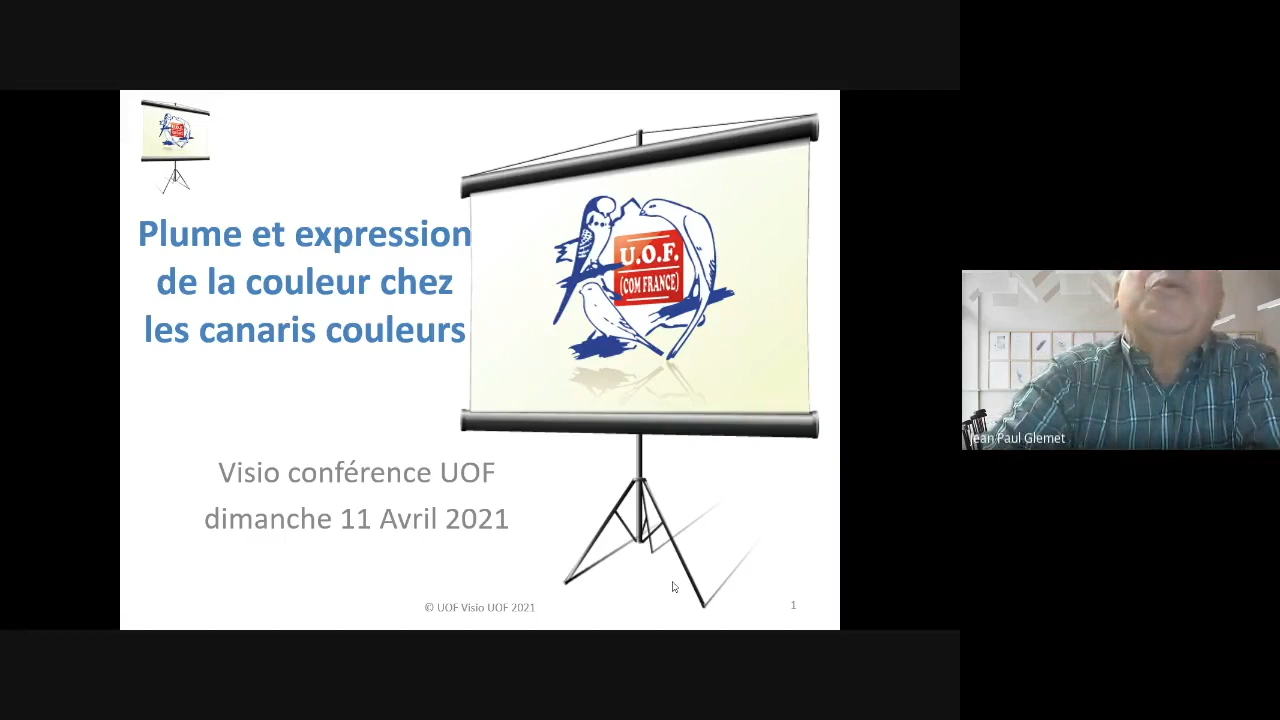 Plume et expression
de la couleur chez
les canaris couleurs
U.O.F.
(COM FRANCE)
Visio conférence UOF
dimanche 11 Avril 2021
© UOF Visio UOF 2021
1
Jean Paul Glemet